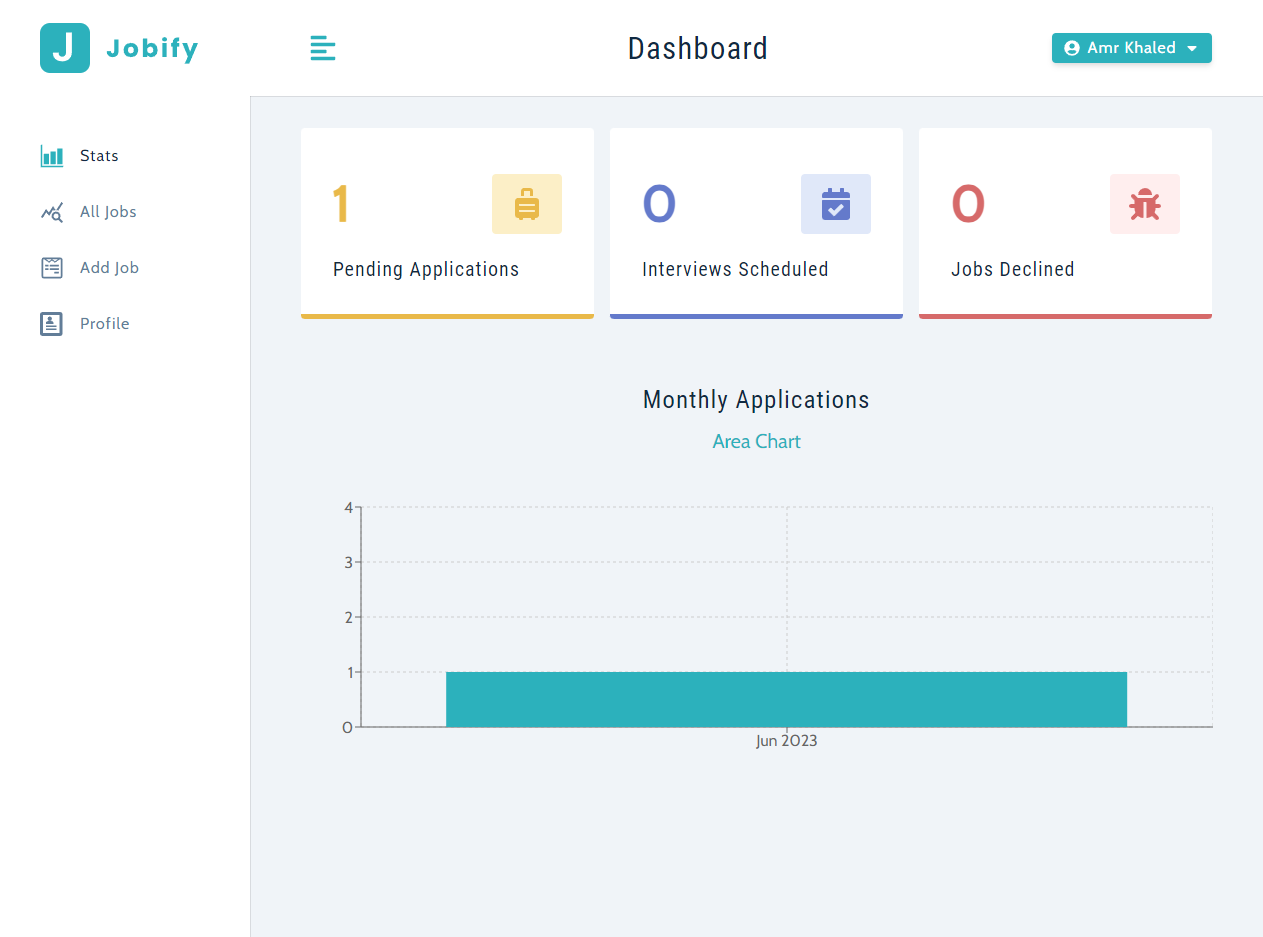 J Jobify
Dashboard
Amr Khaled
Stats
All Jobs
Add Job
Profile
1
Pending Applications
0
Interviews Scheduled
0
Jobs Declined
Monthly Applications
Area Chart
4
3
2
1
0
Jun 2023